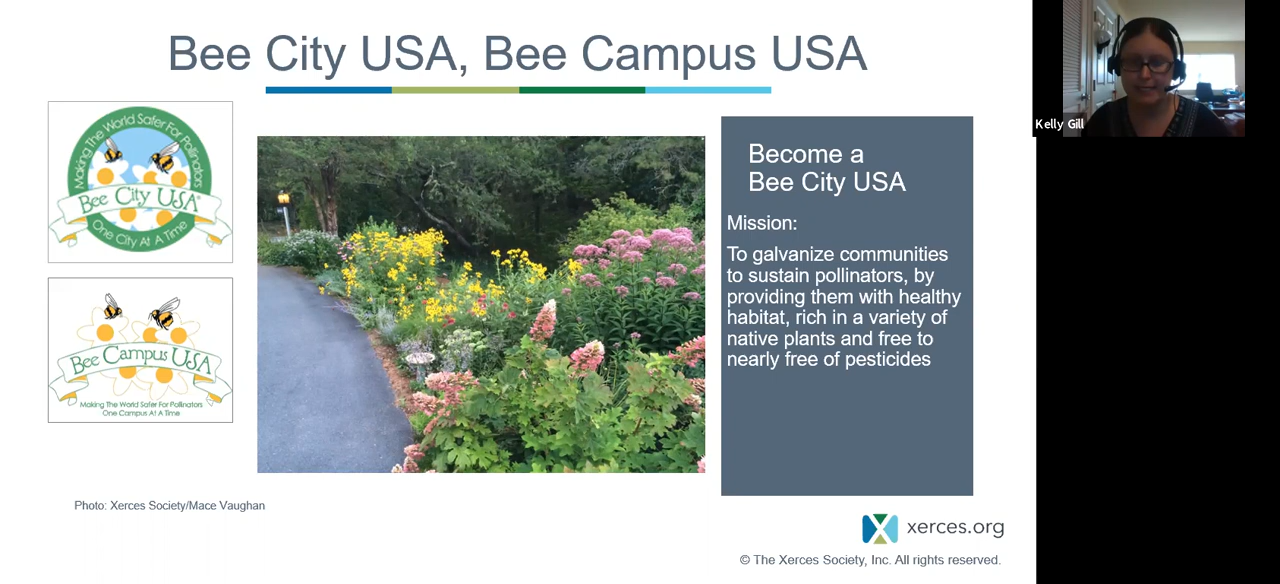 Bee City USA, Bee Campus USA
Making The World Safer For Pollinators
Bee City USA®
One City At A Time
Bee Campus USA
Making The World Safer For Pollinators
One Campus At A Time
Become a
Bee City USA
Mission:
To galvanize communities
to sustain pollinators, by
providing them with healthy
habitat, rich in a variety of
native plants and free to
nearly free of pesticides
Photo: Xerces Society/Mace Vaughan
xerces.org
© The Xerces Society, Inc. All rights reserved.
Kelly Gill